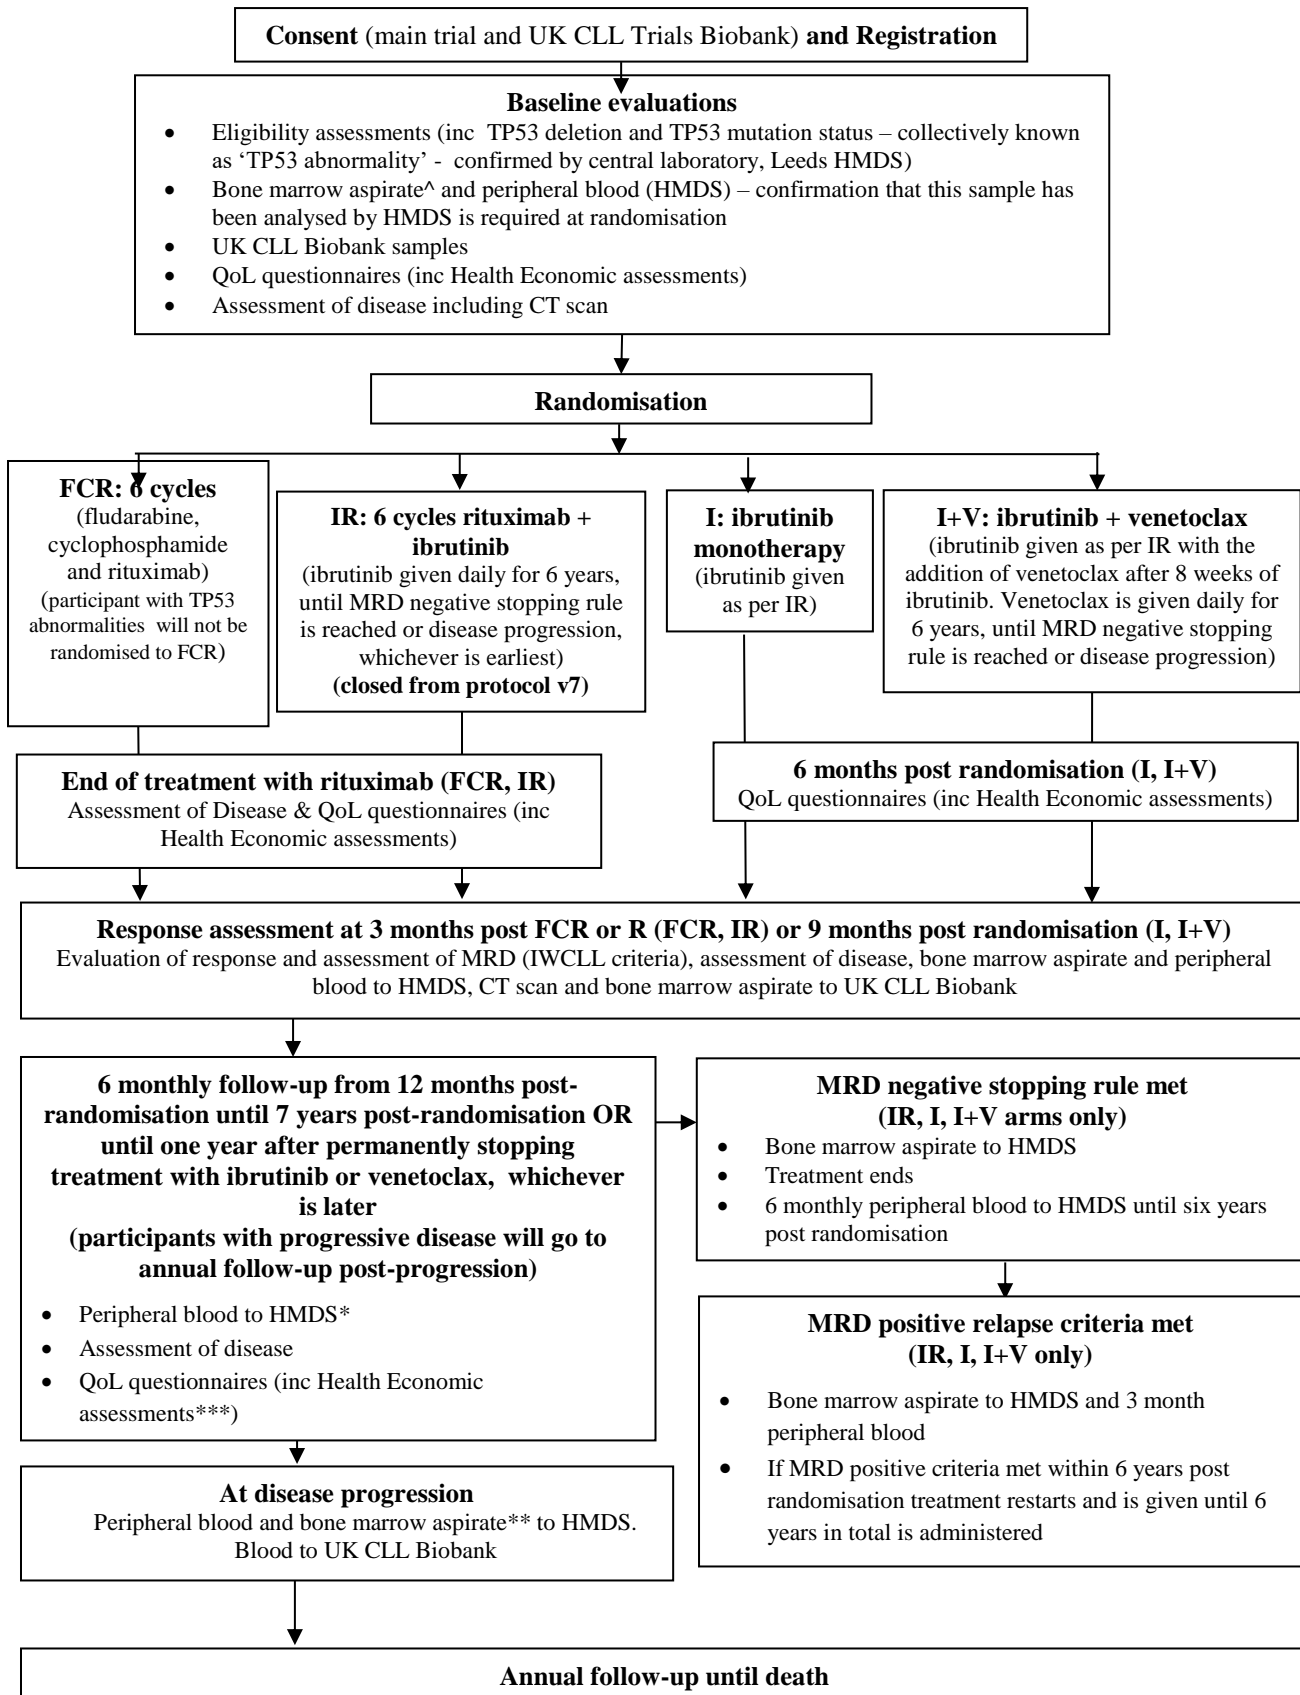 Consent (main trial and UK CLL Trials Biobank) and Registration
Baseline evaluations
• Eligibility assessments (inc TP53 deletion and TP53 mutation status – collectively known
as ‘TP53 abnormality’ - confirmed by central laboratory, Leeds HMDS)
• Bone marrow aspirate^ and peripheral blood (HMDS) – confirmation that this sample has
been analysed by HMDS is required at randomisation
• UK CLL Biobank samples
• QoL questionnaires (inc Health Economic assessments)
• Assessment of disease including CT scan
Randomisation
FCR: 6 cycles
(fludarabine,
cyclophosphamide
and rituximab)
(participant with TP53
abnormalities will not be
randomised to FCR)
IR: 6 cycles rituximab +
ibrutinib
(ibrutinib given daily for 6 years,
until MRD negative stopping rule
is reached or disease progression,
whichever is earliest)
(closed from protocol v7)
I: ibrutinib
monotherapy
(ibrutinib given
as per IR)
I+V: ibrutinib + venetoclax
(ibrutinib given as per IR with the
addition of venetoclax after 8 weeks of
ibrutinib. Venetoclax is given daily for
6 years, until MRD negative stopping
rule is reached or disease progression)
End of treatment with rituximab (FCR, IR)
Assessment of Disease & QoL questionnaires (inc
Health Economic assessments)
6 months post randomisation (I, I+V)
QoL questionnaires (inc Health Economic assessments)
Response assessment at 3 months post FCR or R (FCR, IR) or 9 months post randomisation (I, I+V)
Evaluation of response and assessment of MRD (IWCLL criteria), assessment of disease, bone marrow aspirate and peripheral
blood to HMDS, CT scan and bone marrow aspirate to UK CLL Biobank
6 monthly follow-up from 12 months post-
randomisation until 7 years post-randomisation OR
until one year after permanently stopping
treatment with ibrutinib or venetoclax, whichever
is later
(participants with progressive disease will go to
annual follow-up post-progression)
• Peripheral blood to HMDS*
• Assessment of disease
• QoL questionnaires (inc Health Economic
assessments***)
MRD negative stopping rule met
(IR, I, I+V arms only)
• Bone marrow aspirate to HMDS
• Treatment ends
• 6 monthly peripheral blood to HMDS until six years
post randomisation
MRD positive relapse criteria met
(IR, I, I+V only)
• Bone marrow aspirate to HMDS and 3 month
peripheral blood
• If MRD positive criteria met within 6 years post
randomisation treatment restarts and is given until 6
years in total is administered
At disease progression
Peripheral blood and bone marrow aspirate** to HMDS.
Blood to UK CLL Biobank
Annual follow-up until death